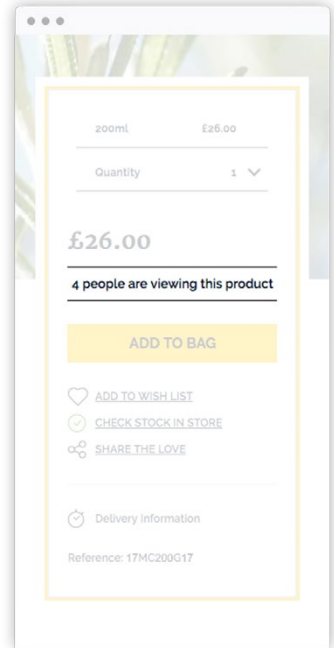 200ml £26.00
Quantity 1
£26.00
4 people are viewing this product
ADD TO BAG
ADD TO WISH LIST
CHECK STOCK IN STORE
SHARE THE LOVE
Delivery Information
Reference: 17MC200G17